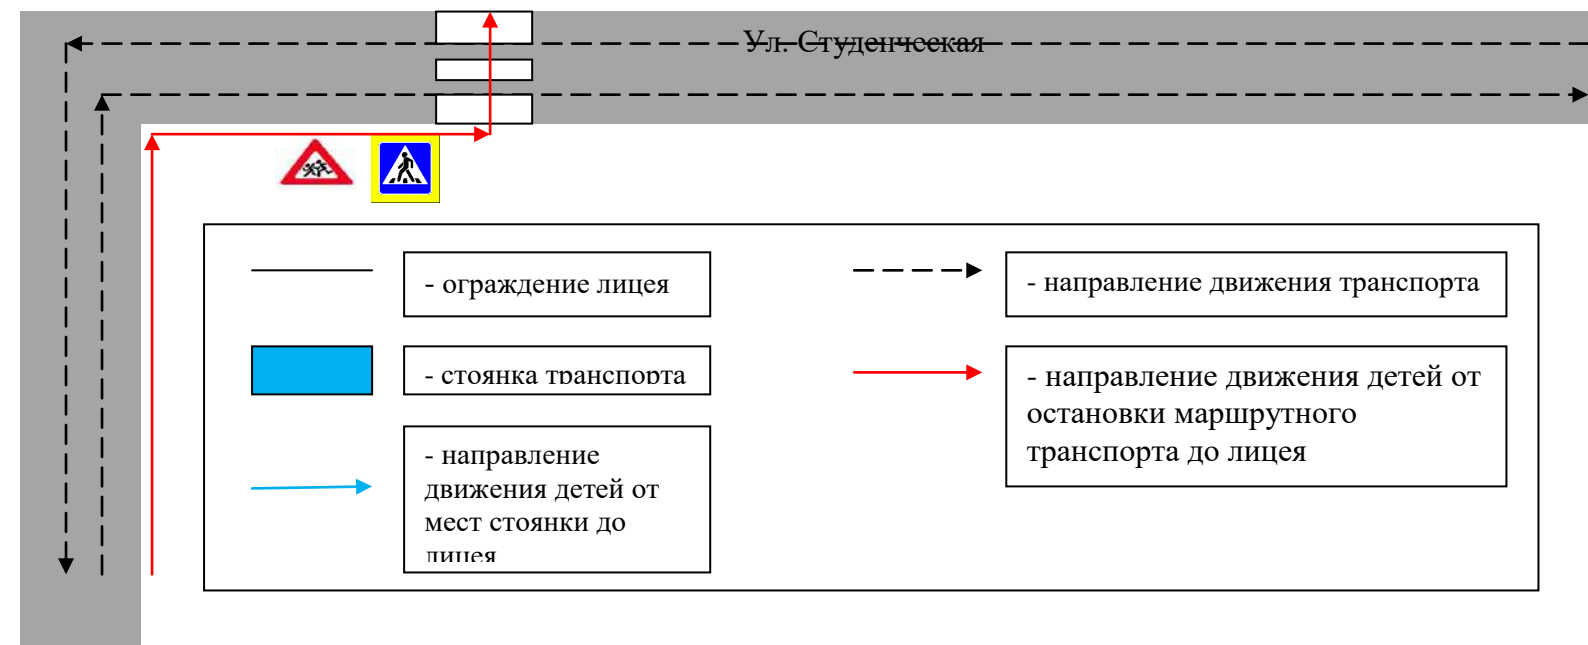 Ул. Студенческая
- ограждение лицея
- направление движения транспорта
- стоянка транспорта
- направление движения детей от
остановки маршрутного
транспорта до лицея
- направление
движения детей от
мест стоянки до
лицея